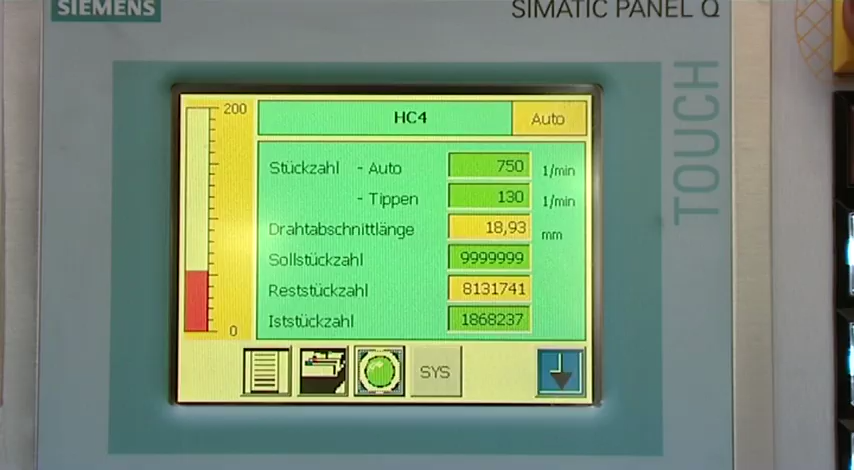 SIEMENS
SIMATIC PANEL
TOUCH
200
0
HC4 Auto
Stückzahl - Auto 750 1/min
- Tippen 130 1/min
Drahtabschnittlänge 18,93 mm
Sollstückzahl 9999999
Reststückzahl 8131741
Iststückzahl 1868237
SYS